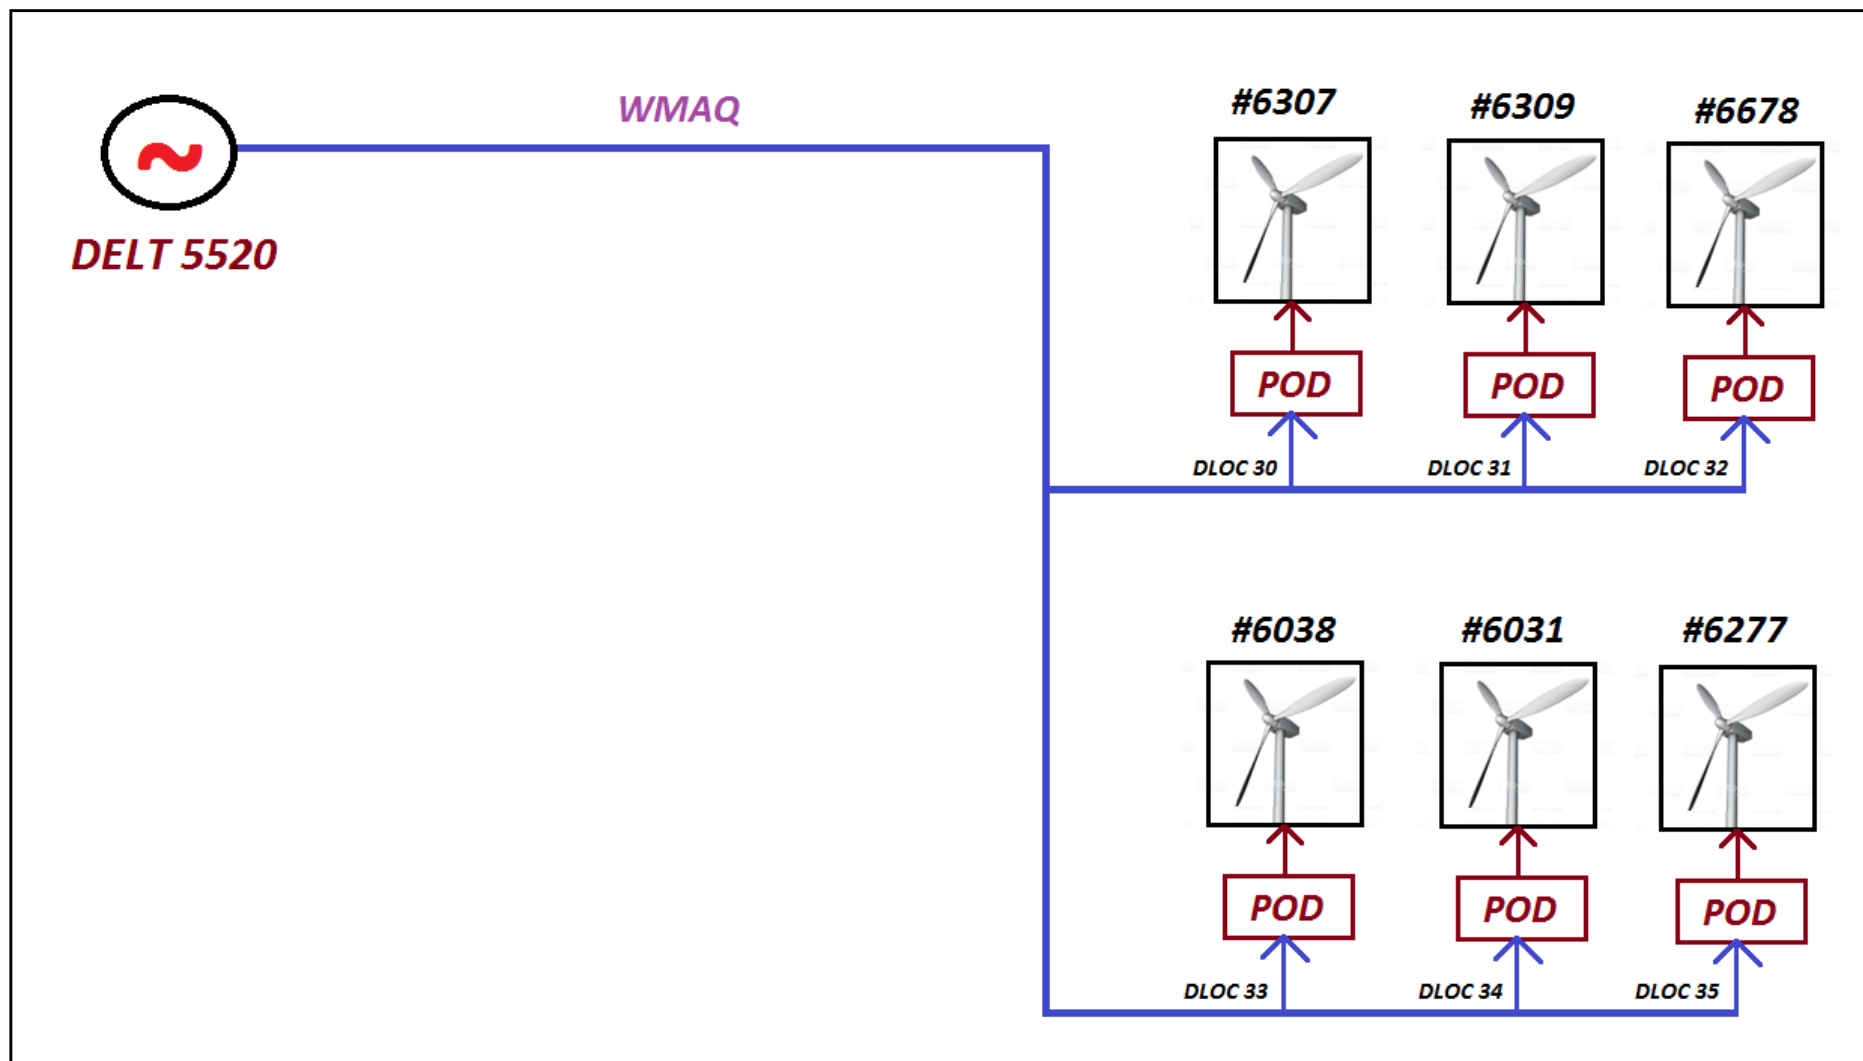 WMAQ
DELT 5520
#6307
#6309
#6678
POD
POD
POD
DLOC 30
DLOC 31
DLOC 32
#6038
#6031
#6277
POD
POD
POD
DLOC 33
DLOC 34
DLOC 35